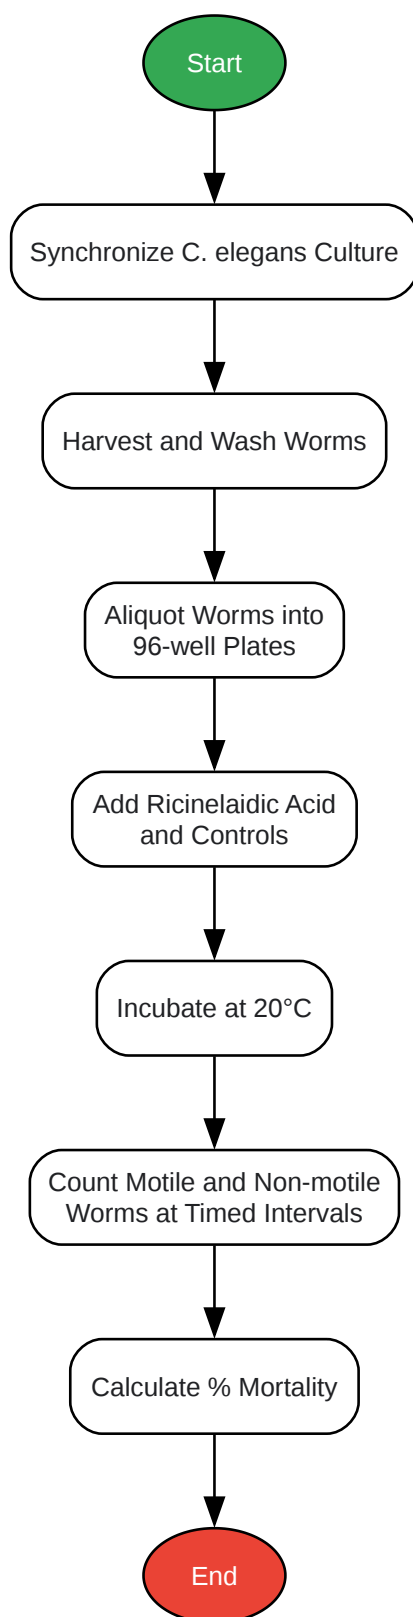 Start
Synchronize C. elegans Culture
Harvest and Wash Worms
Aliquot Worms into
96-well Plates
Add Ricinelaidic Acid
and Controls
Incubate at 20°C
Count Motile and Non-motile
Worms at Timed Intervals
Calculate % Mortality
End